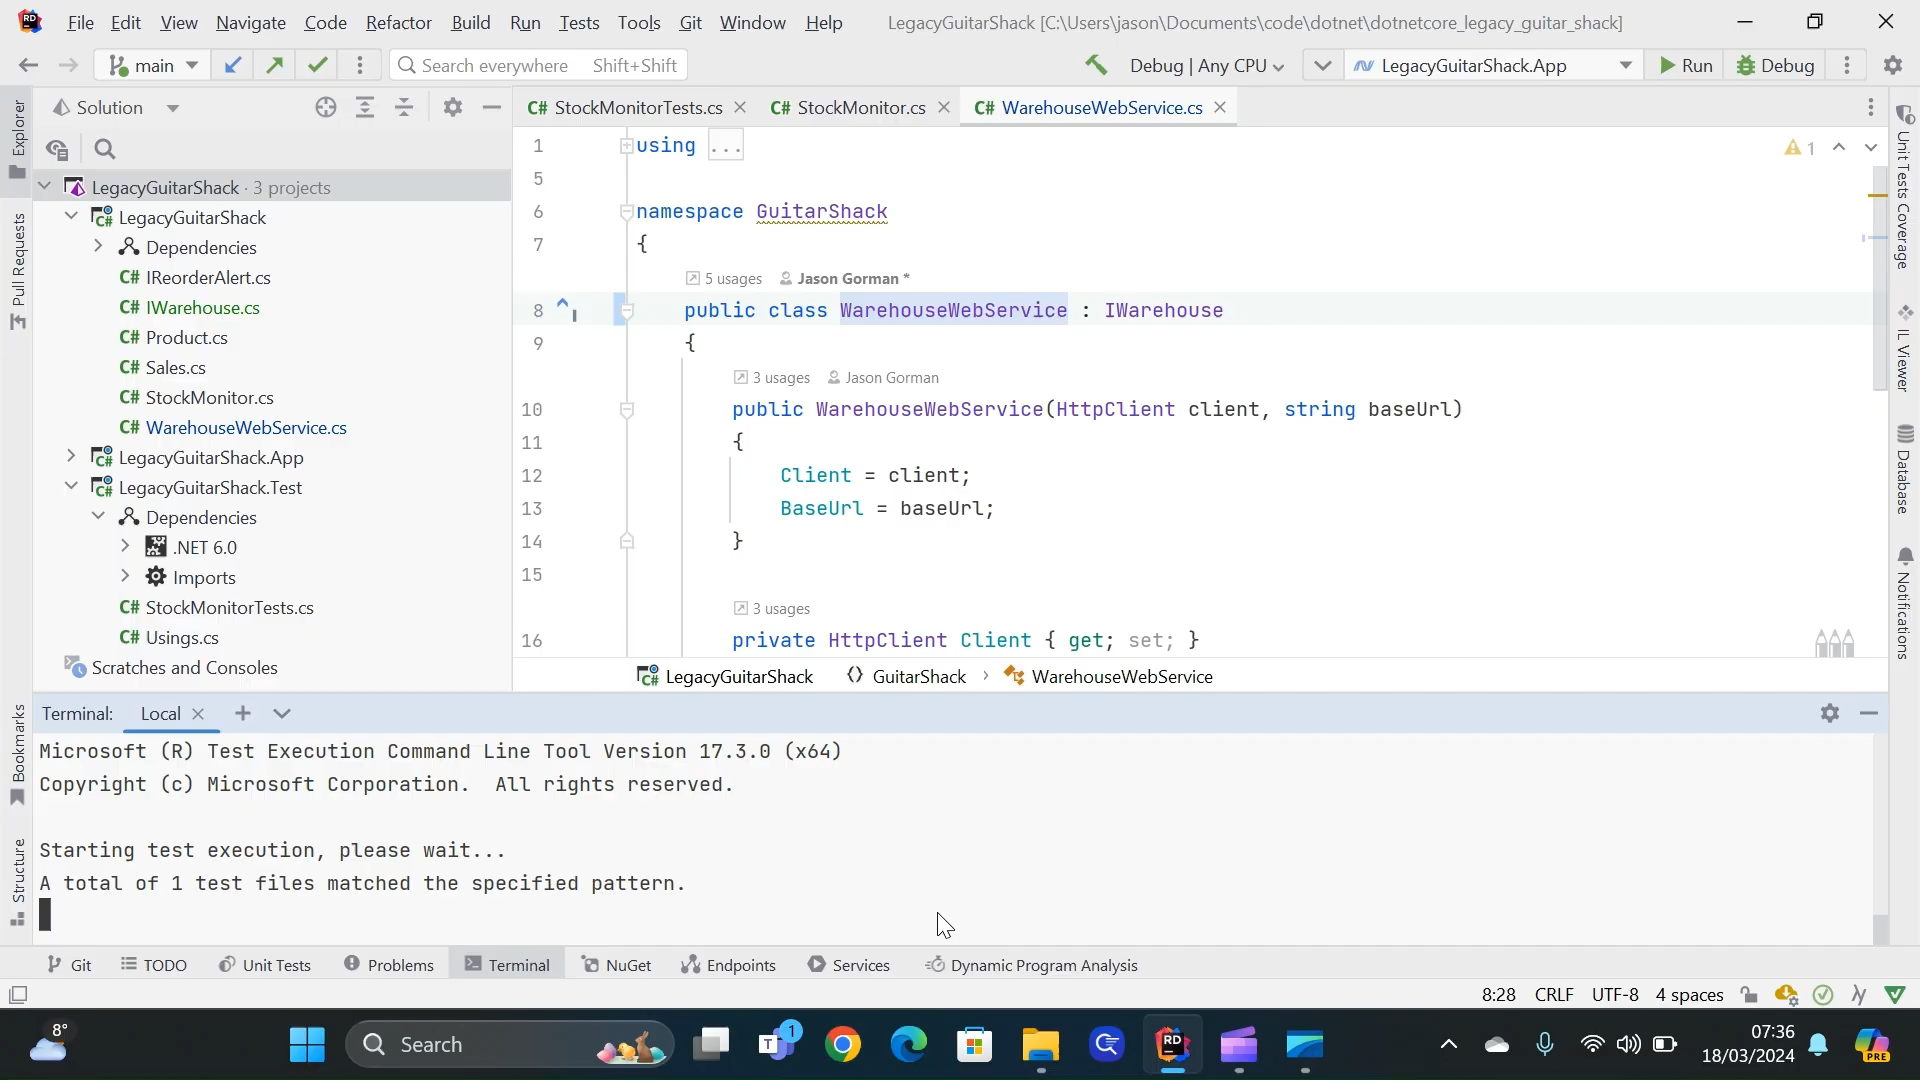 File Edit View Navigate Code Refactor Build Run Tests Tools Git Window Help LegacyGuitarShack [C:\Users\jason\Documents\code\dotnet\dotnetcore_legacy_guitar_shack]
main Search everywhere Shift+Shift Debug | Any CPU LegacyGuitarShack.App Run Debug
Solution
C# StockMonitorTests.cs C# StockMonitor.cs C# WarehouseWebService.cs
Explorer
Pull Requests
Bookmarks
Structure
LegacyGuitarShack · 3 projects
LegacyGuitarShack
Dependencies
C# IReorderAlert.cs
C# IWarehouse.cs
C# Product.cs
C# Sales.cs
C# StockMonitor.cs
C# WarehouseWebService.cs
LegacyGuitarShack.App
LegacyGuitarShack.Test
Dependencies
.NET 6.0
Imports
C# StockMonitorTests.cs
C# Usings.cs
Scratches and Consoles
1 using ...
1
5
6 namespace GuitarShack
7 {
5 usages Jason Gorman *
8 public class WarehouseWebService : IWarehouse
9 {
3 usages Jason Gorman
10 public WarehouseWebService(HttpClient client, string baseUrl)
11 {
12 Client = client;
13 BaseUrl = baseUrl;
14 }
15
3 usages
16 private HttpClient Client { get; set; }
LegacyGuitarShack GuitarShack › WarehouseWebService
Unit Tests Coverage
IL Viewer
Database
Notifications
Terminal: Local
Microsoft (R) Test Execution Command Line Tool Version 17.3.0 (x64)
Copyright (c) Microsoft Corporation.  All rights reserved.
Starting test execution, please wait...
A total of 1 test files matched the specified pattern.
Git TODO Unit Tests Problems Terminal NuGet Endpoints Services Dynamic Program Analysis
8:28 CRLF UTF-8 4 spaces
8° Search 1 RD 07:36
18/03/2024 PRE